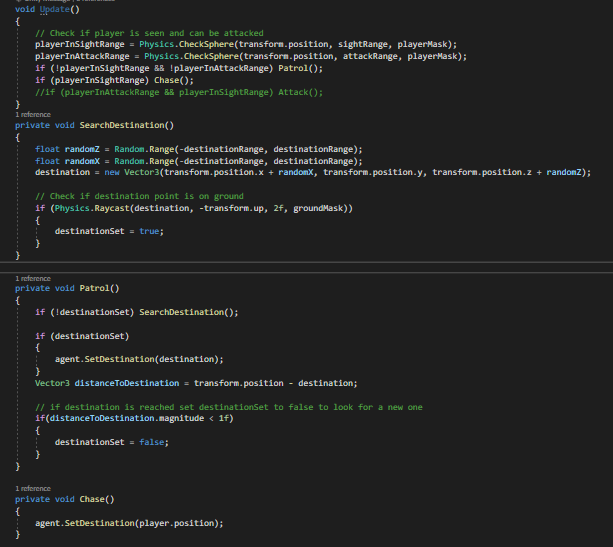 void Update()
{
// Check if player is seen and can be attacked
playerInSightRange = Physics.CheckSphere(transform.position, sightRange, playerMask);
playerInAttackRange = Physics.CheckSphere(transform.position, attackRange, playerMask);
if (!playerInSightRange && !playerInAttackRange) Patrol();
if (playerInSightRange) Chase();
//if (playerInAttackRange && playerInSightRange) Attack();
}
1 reference
private void SearchDestination()
{
float randomZ = Random.Range(-destinationRange, destinationRange);
float randomX = Random.Range(-destinationRange, destinationRange);
destination = new Vector3(transform.position.x + randomX, transform.position.y, transform.position.z + randomZ);
// Check if destination point is on ground
if (Physics.Raycast(destination, -transform.up, 2f, groundMask))
{
destinationSet = true;
}
}
1 reference
private void Patrol()
{
if (!destinationSet) SearchDestination();
if (destinationSet)
{
agent.SetDestination(destination);
}
Vector3 distanceToDestination = transform.position - destination;
// if destination is reached set destinationSet to false to look for a new one
if(distanceToDestination.magnitude < 1f)
{
destinationSet = false;
}
}
1 reference
private void Chase()
{
agent.SetDestination(player.position);
}